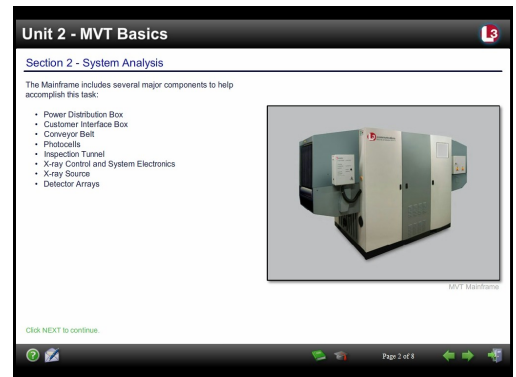 Unit 2 - MVT Basics
L3
Section 2 - System Analysis
The Mainframe includes several major components to help
accomplish this task:
• Power Distribution Box
• Customer Interface Box
• Conveyor Belt
• Photocells
• Inspection Tunnel
• X-ray Control and System Electronics
• X-ray Source
• Detector Arrays
MVT Mainframe
Click NEXT to continue.
Page 2 of 8